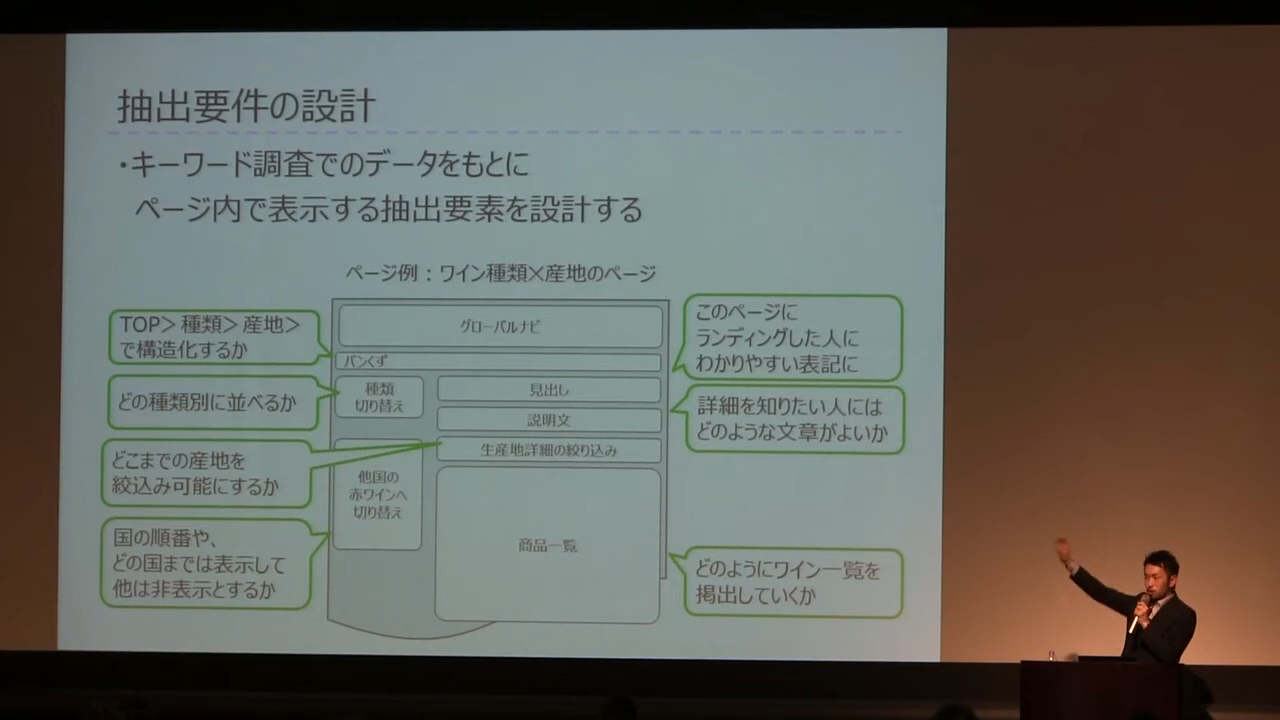 抽出要件の設計
・キーワード調査でのデータをもとに
ページ内で表示する抽出要素を設計する
ページ例：ワイン種類×産地のページ
TOP＞種類＞産地＞
で構造化するか
どの種類別に並べるか
どこまでの産地を
絞込み可能にするか
国の順番や、
どの国までは表示して
他は非表示とするか
グローバルナビ
パンくず
種類
切り替え
他国の
赤ワインへ
切り替え
見出し
説明文
生産地詳細の絞り込み
商品一覧
このページに
ランディングした人に
わかりやすい表記に
詳細を知りたい人には
どのような文章がよいか
どのようにワイン一覧を
掲出していくか